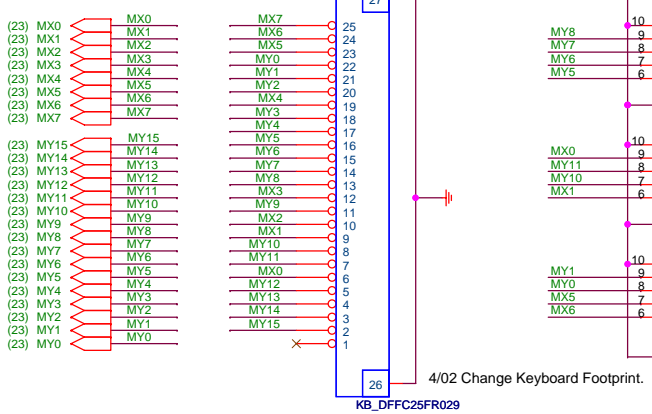 27
(23) MX0 MX0
(23) MX1 MX1
(23) MX2 MX2
(23) MX3 MX3
(23) MX4 MX4
(23) MX5 MX5
(23) MX6 MX6
(23) MX7 MX7
(23) MY15 MY15
(23) MY14 MY14
(23) MY13 MY13
(23) MY12 MY12
(23) MY11 MY11
(23) MY10 MY10
(23) MY9 MY9
(23) MY8 MY8
(23) MY7 MY7
(23) MY6 MY6
(23) MY5 MY5
(23) MY4 MY4
(23) MY3 MY3
(23) MY2 MY2
(23) MY1 MY1
(23) MY0 MY0
MX7 25
MX6 24
MX5 23
MY0 22
MY1 21
MY2 20
MX4 19
MY3 18
MY4 17
MY5 16
MY6 15
MY7 14
MY8 13
MX3 12
MY9 11
MX2 10
MX1 9
MY10 8
MY11 7
MX0 6
MY12 5
MY13 4
MY14 3
MY15 2
1
26
KB_DFFC25FR029
10
MY8 9
MY7 8
MY6 7
MY5 6
10
MX0 9
MY11 8
MY10 7
MX1 6
10
MY1 9
MY0 8
MX5 7
MX6 6
4/02 Change Keyboard Footprint.